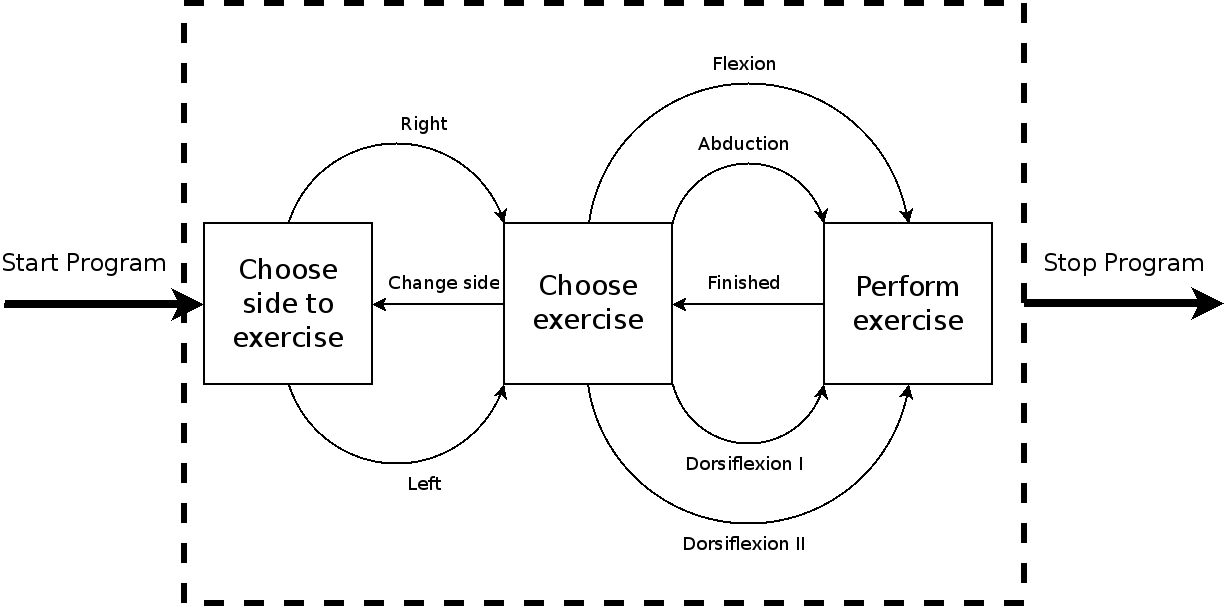 Flexion
Right
Abduction
Start Program
Choose
side to
exercise
Change side
Choose
exercise
Finished
Perform
exercise
Stop Program
Left
Dorsiflexion I
Dorsiflexion II